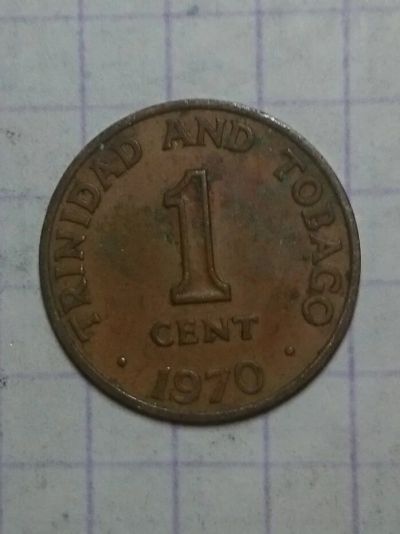 TRINIDAD AND TOBAGO
1
CENT
· 1970 ·